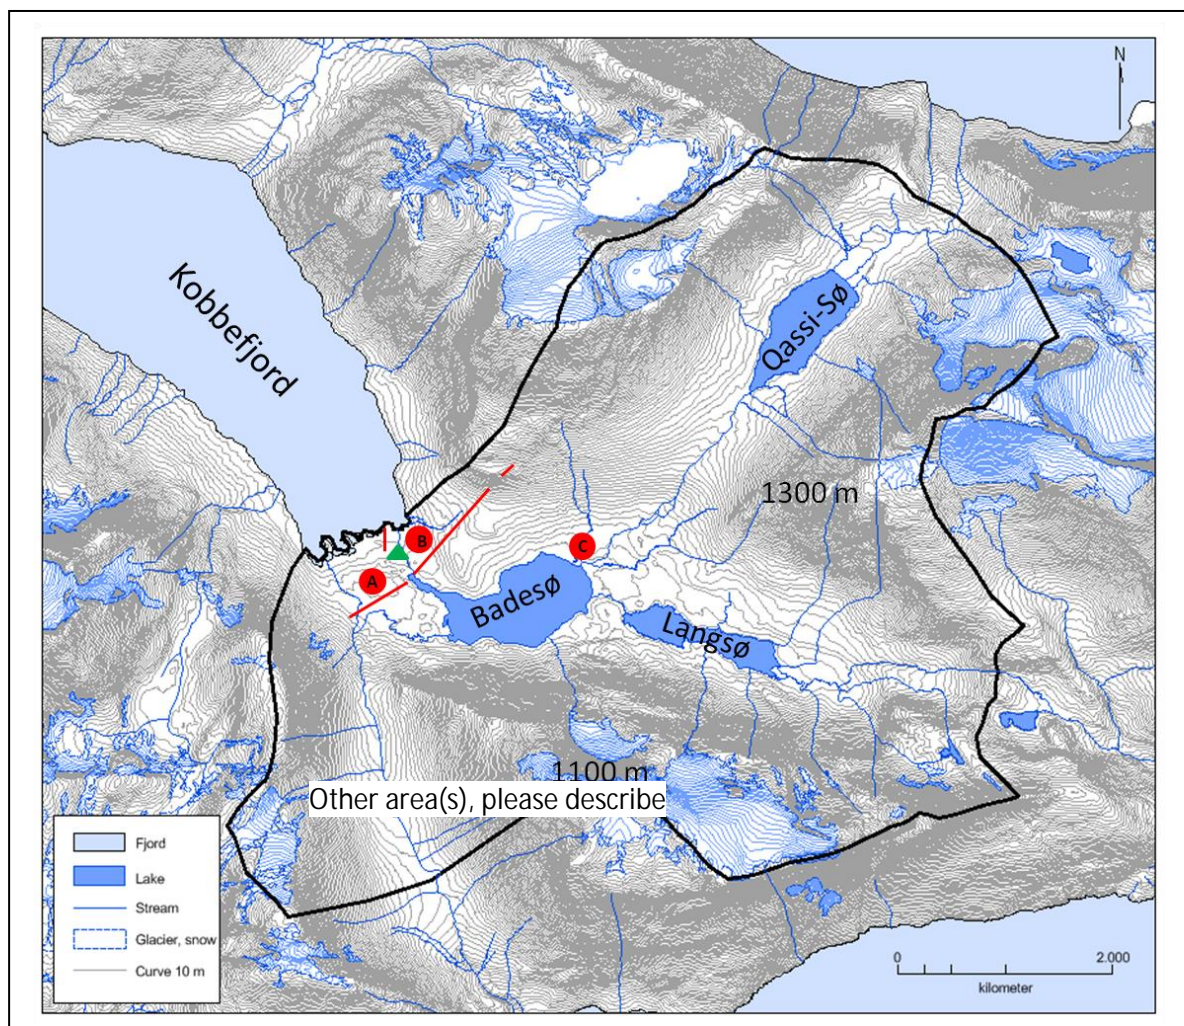 N
Kobbefjord
Qassi-Sø
1300 m
B
A
C
Badesø
Langsø
1100 m
Other area(s), please describe
Fjord
Lake
Stream
Glacier, snow
Curve 10 m
0
2.000
kilometer